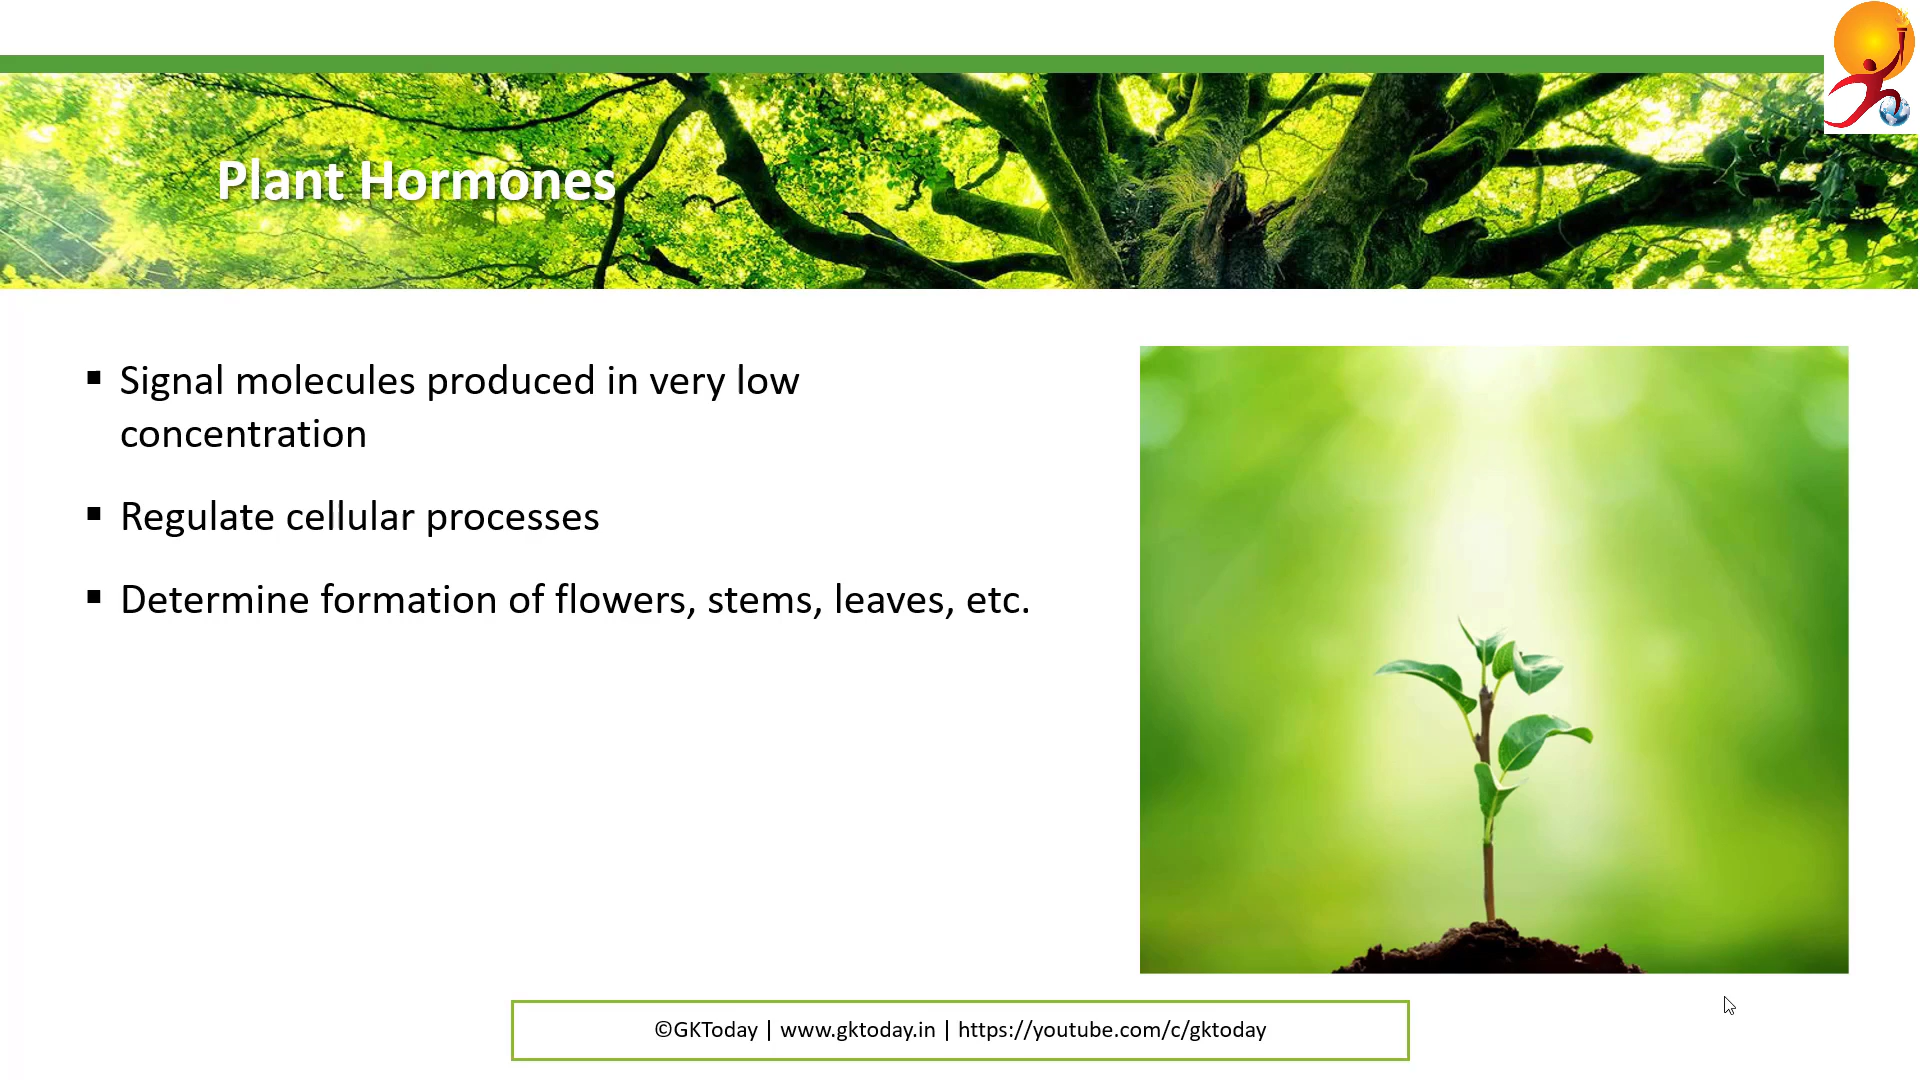 Plant Hormones
▪ Signal molecules produced in very low
concentration
▪ Regulate cellular processes
▪ Determine formation of flowers, stems, leaves, etc.
©GKToday | www.gktoday.in | https://youtube.com/c/gktoday